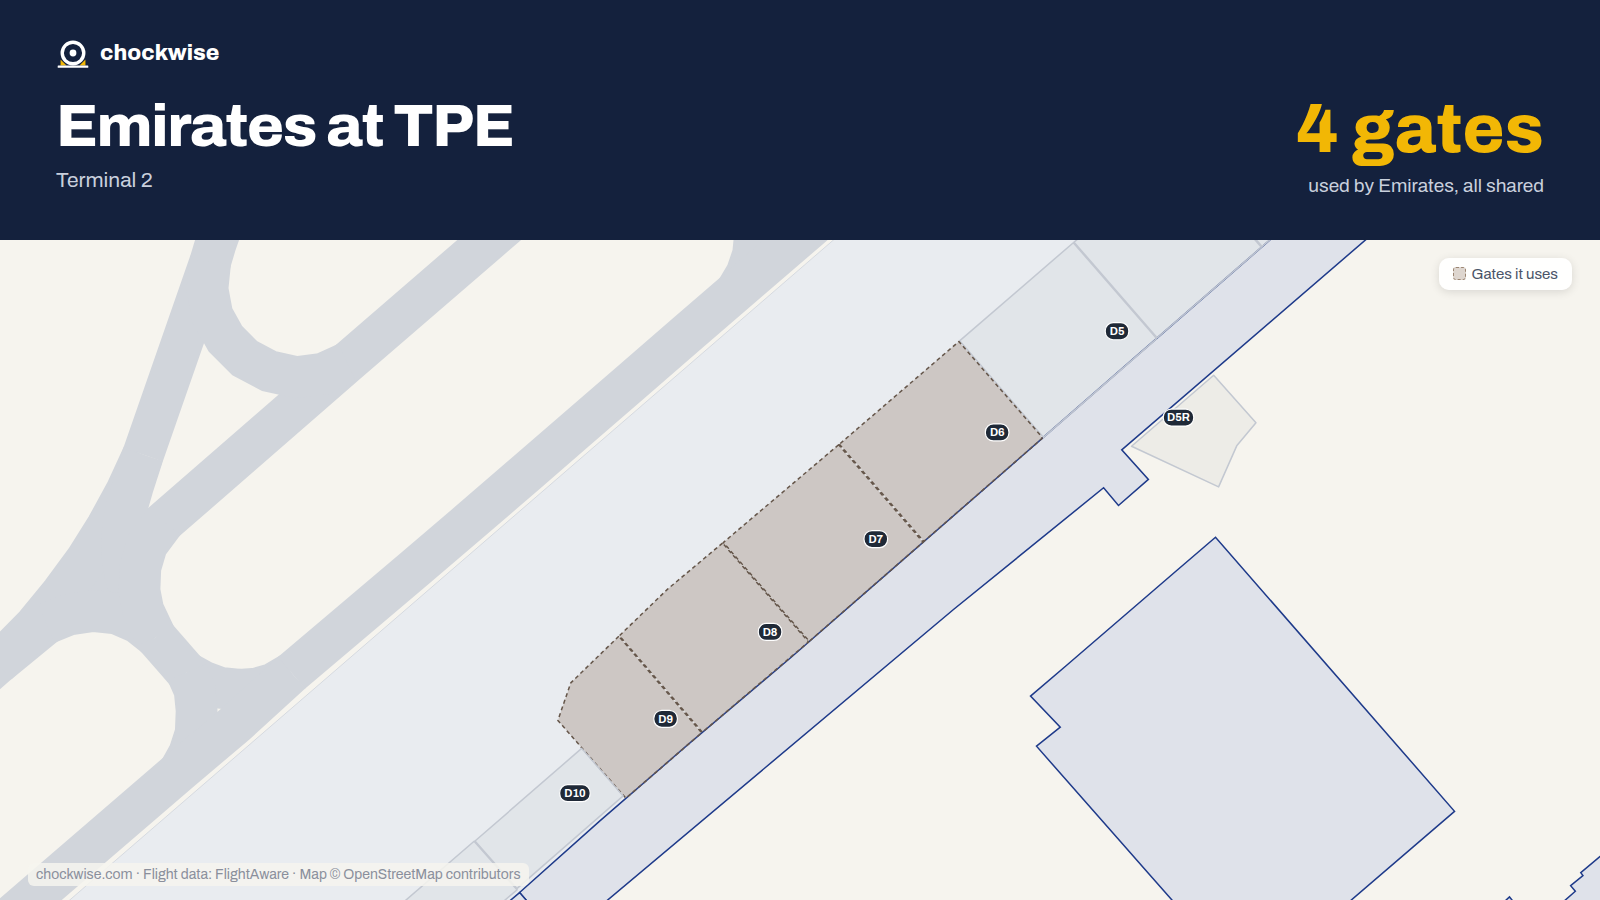 chockwise
Emirates at TPE
Terminal 2
4 gates
used by Emirates, all shared
Gates it uses
D5
D5R
D6
D7
D8
D9
D10
chockwise.com · Flight data: FlightAware · Map © OpenStreetMap contributors